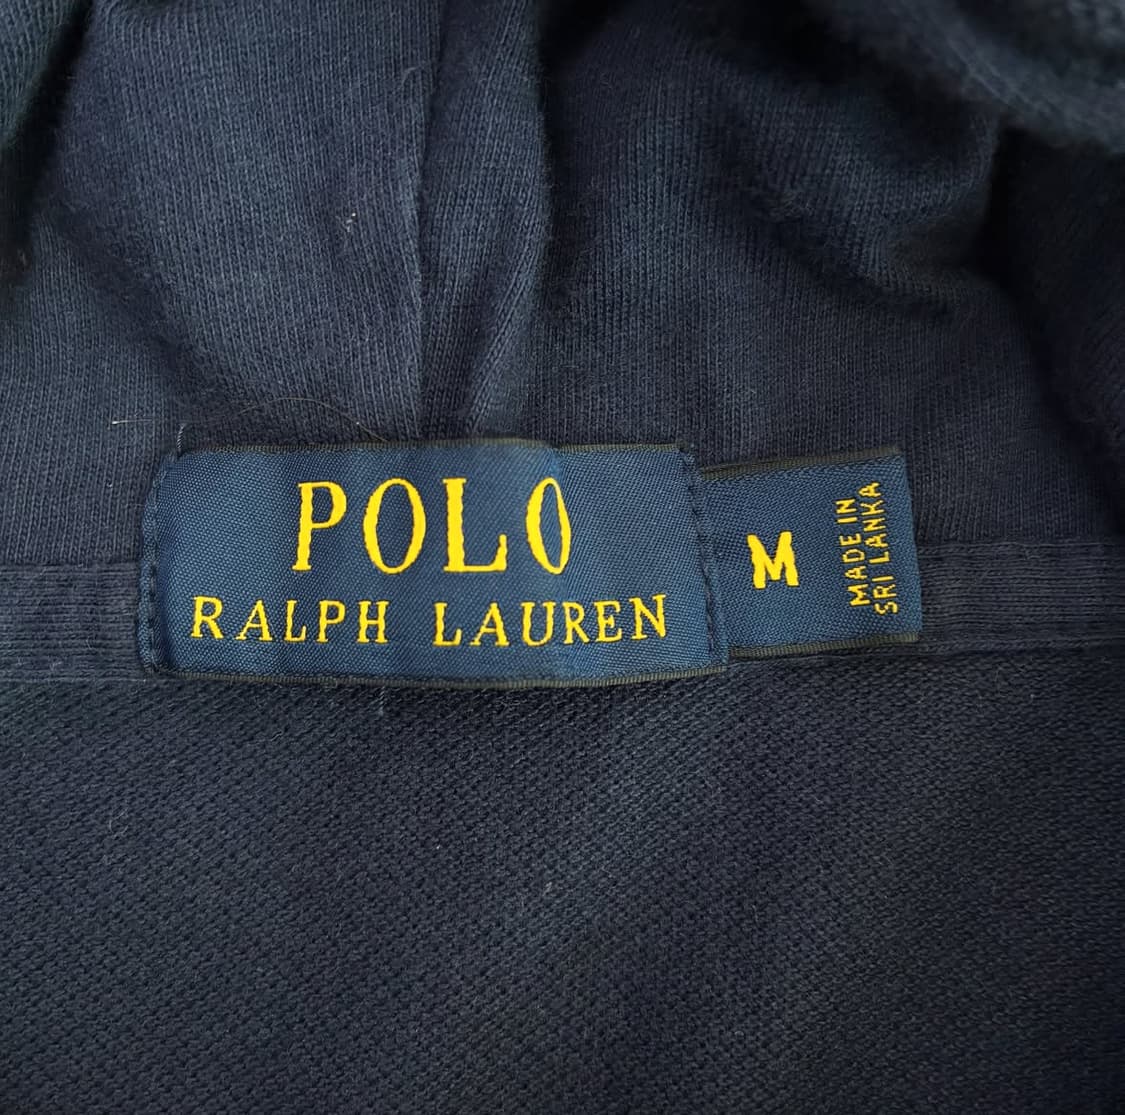 POLO
RALPH LAUREN
M
MADE IN
SRI LANKA